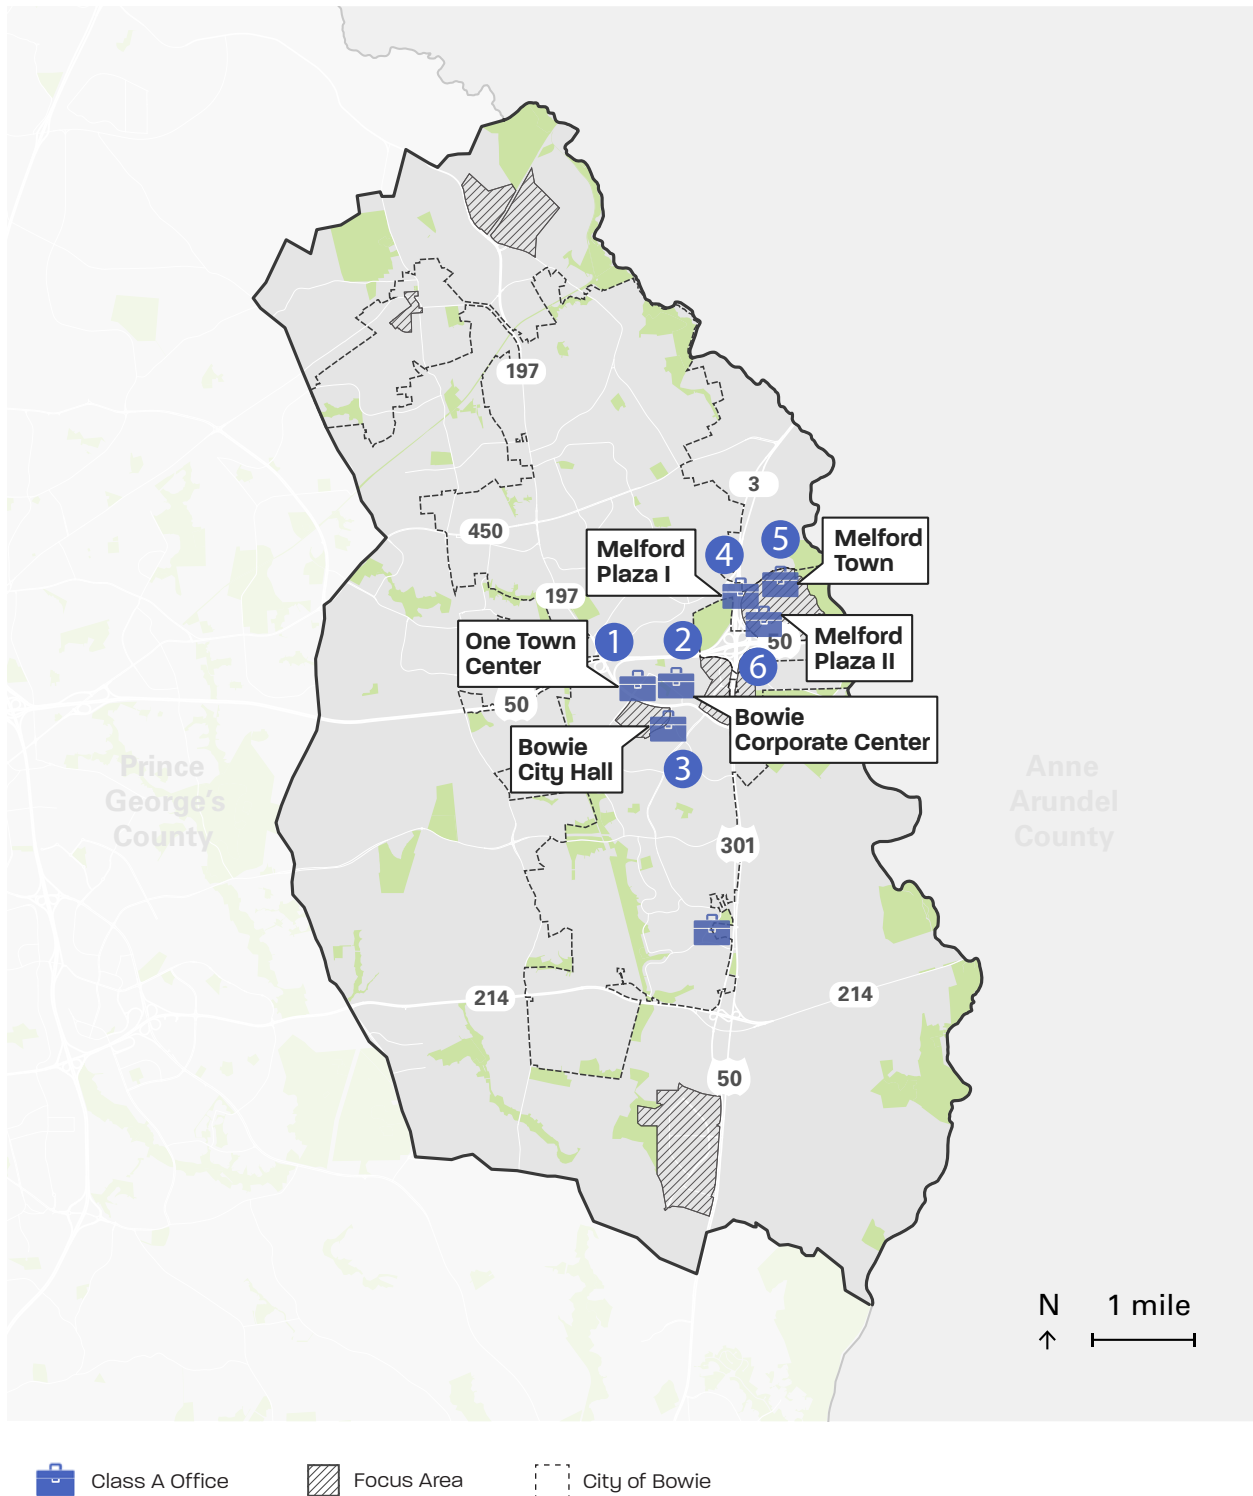 197
3
450
5
Melford
Town
4
Melford
Plaza I
197
One Town
Center
1
2
50
Melford
Plaza II
6
50
Bowie
Corporate Center
Bowie
City Hall
3
Prince
George's
County
Anne
Arundel
County
301
214
214
50
N
1 mile
Class A Office
Focus Area
City of Bowie